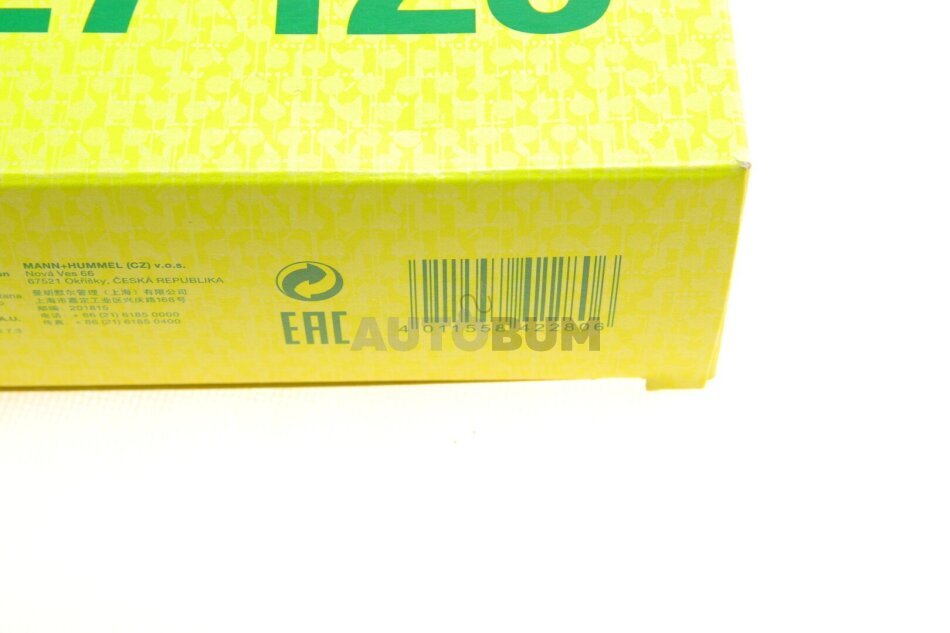 27 126
MANN+HUMMEL (CZ) v.o.s.
Nová Ves 66
67521 Okříšky, ČESKÁ REPUBLIKA
曼胡默尔管理（上海）有限公司
上海市嘉定工业区兴庆路168号
邮编: 201815
电话: + 86 (21) 6185 0000
传真: + 86 (21) 6185 0400
A.U.
EAC
4 011558 422806
AUTOBUM